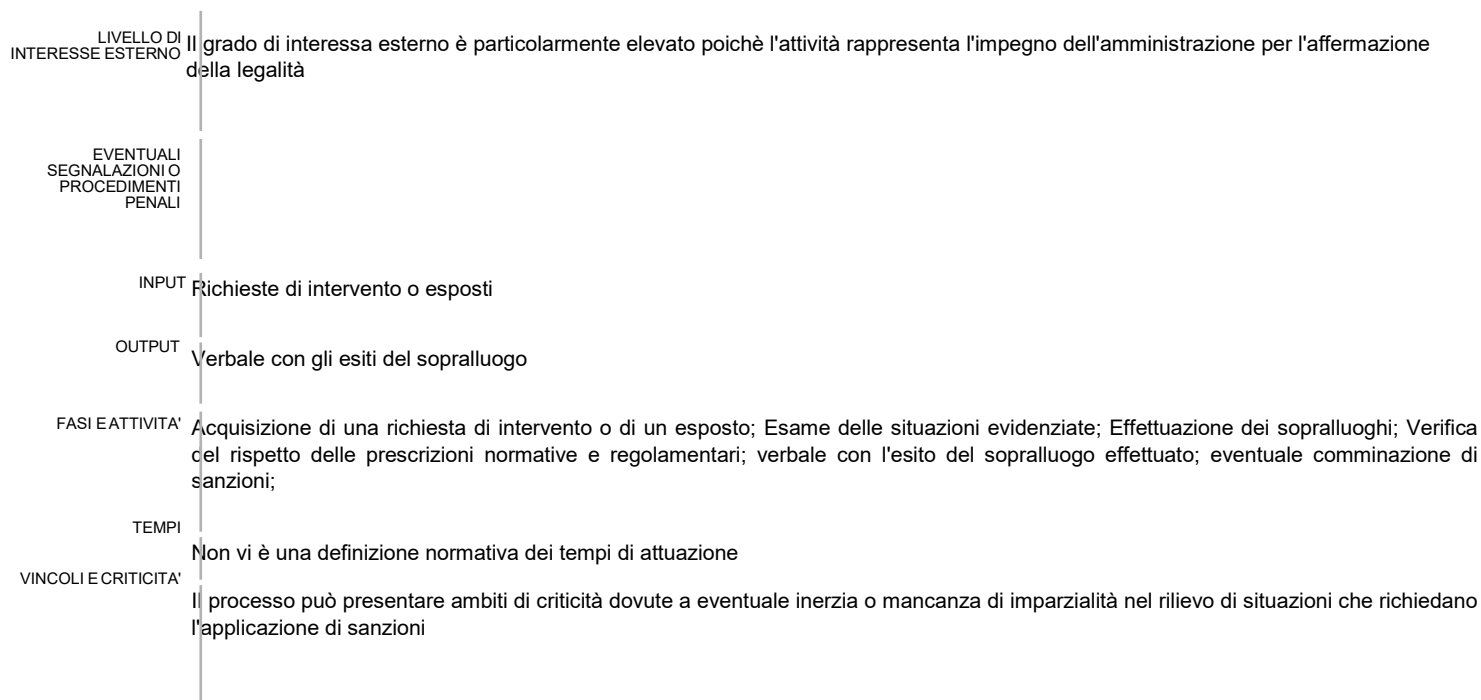 LIVELLO DI
INTERESSE ESTERNO
Il grado di interessa esterno è particolarmente elevato poichè l'attività rappresenta l'impegno dell'amministrazione per l'affermazione
della legalità
EVENTUALI
SEGNALAZIONI O
PROCEDIMENTI
PENALI
INPUT
Richieste di intervento o esposti
OUTPUT
Verbale con gli esiti del sopralluogo
FASI E ATTIVITA'
Acquisizione di una richiesta di intervento o di un esposto; Esame delle situazioni evidenziate; Effettuazione dei sopralluoghi; Verifica
del rispetto delle prescrizioni normative e regolamentari; verbale con l'esito del sopralluogo effettuato; eventuale comminazione di
sanzioni;
TEMPI
Non vi è una definizione normativa dei tempi di attuazione
VINCOLI E CRITICITA'
Il processo può presentare ambiti di criticità dovute a eventuale inerzia o mancanza di imparzialità nel rilievo di situazioni che richiedano
l'applicazione di sanzioni